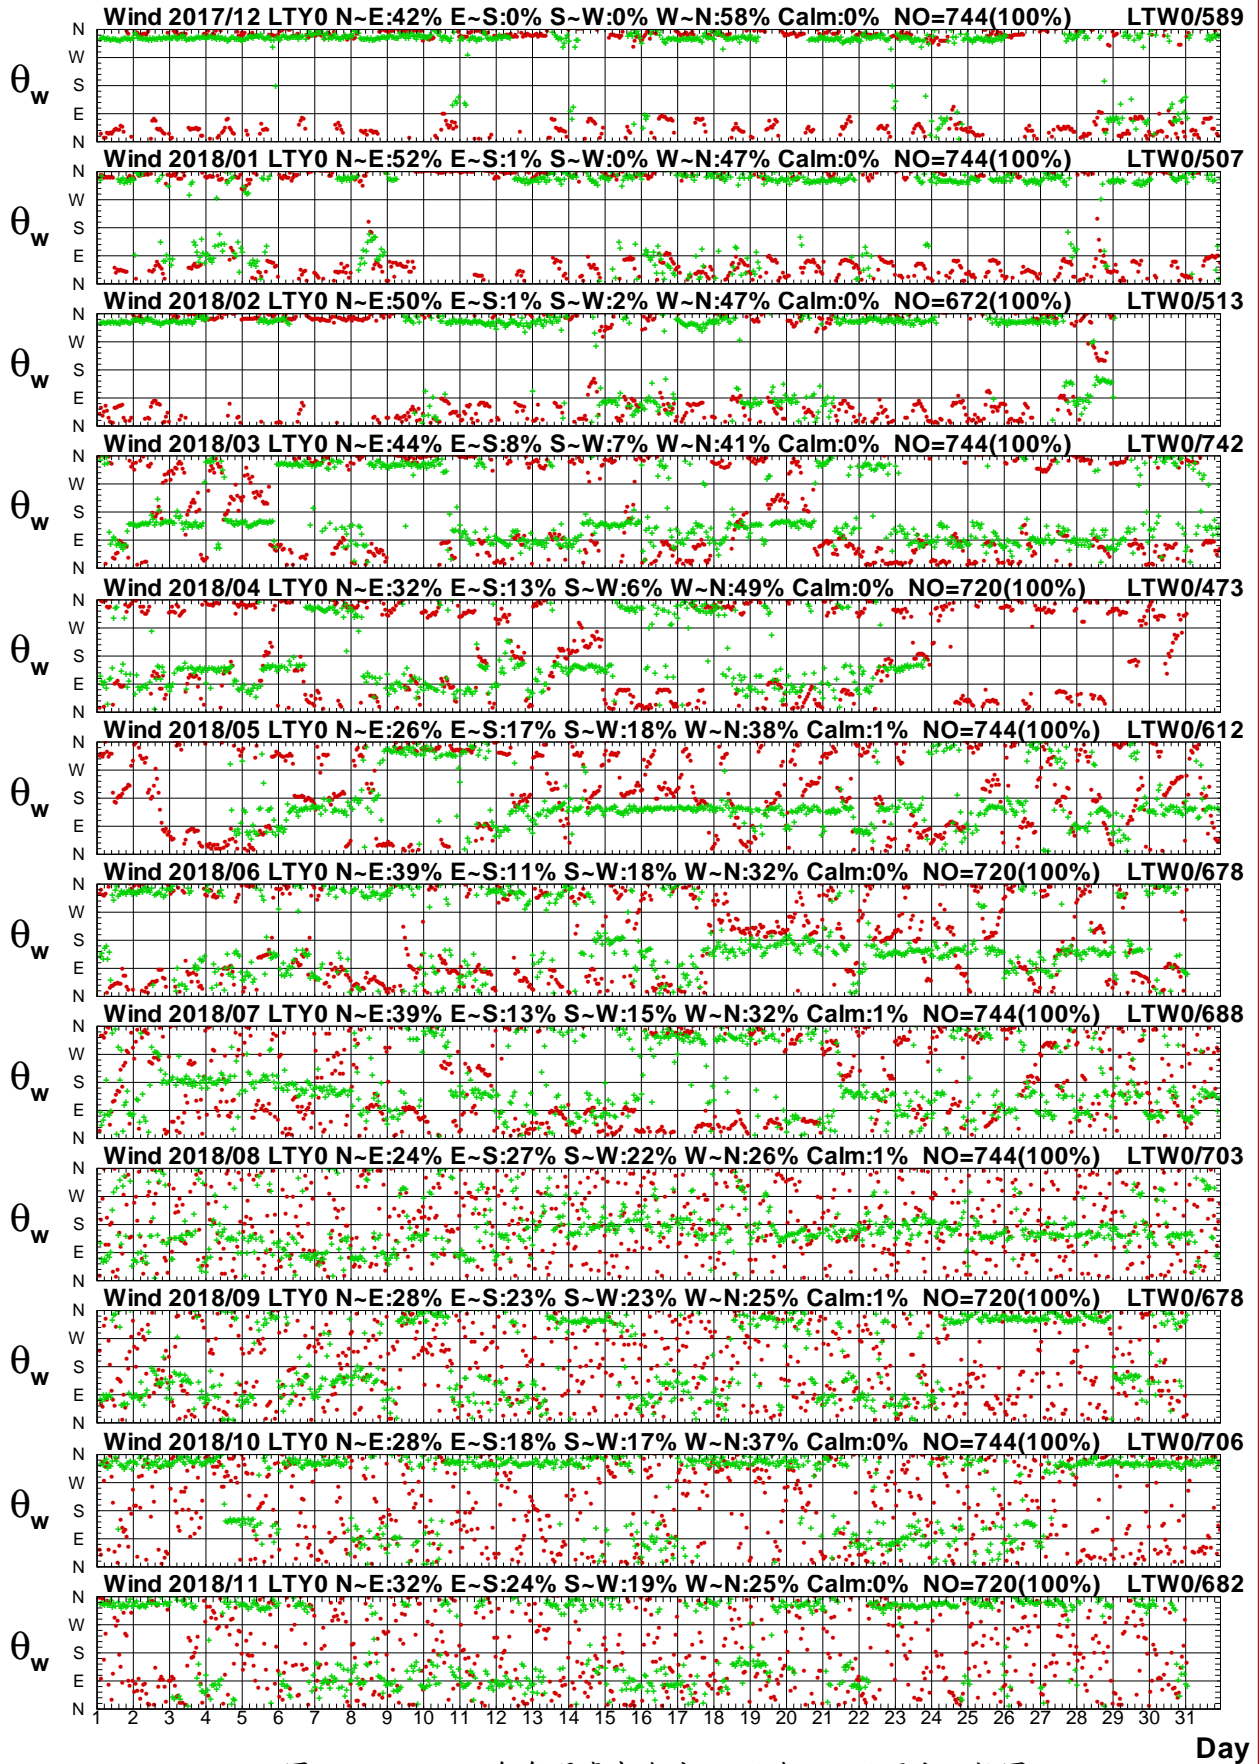 Wind 2017/12 LTY0 N~E:42% E~S:0% S~W:0% W~N:58% Calm:0% NO=744(100%) LTW0/589
N
W
S
E
N
θw
Wind 2018/01 LTY0 N~E:52% E~S:1% S~W:0% W~N:47% Calm:0% NO=744(100%) LTW0/507
N
W
S
E
N
θw
Wind 2018/02 LTY0 N~E:50% E~S:1% S~W:2% W~N:47% Calm:0% NO=672(100%) LTW0/513
N
W
S
E
N
θw
Wind 2018/03 LTY0 N~E:44% E~S:8% S~W:7% W~N:41% Calm:0% NO=744(100%) LTW0/742
N
W
S
E
N
θw
Wind 2018/04 LTY0 N~E:32% E~S:13% S~W:6% W~N:49% Calm:0% NO=720(100%) LTW0/473
N
W
S
E
N
θw
Wind 2018/05 LTY0 N~E:26% E~S:17% S~W:18% W~N:38% Calm:1% NO=744(100%) LTW0/612
N
W
S
E
N
θw
Wind 2018/06 LTY0 N~E:39% E~S:11% S~W:18% W~N:32% Calm:0% NO=720(100%) LTW0/678
N
W
S
E
N
θw
Wind 2018/07 LTY0 N~E:39% E~S:13% S~W:15% W~N:32% Calm:1% NO=744(100%) LTW0/688
N
W
S
E
N
θw
Wind 2018/08 LTY0 N~E:24% E~S:27% S~W:22% W~N:26% Calm:1% NO=744(100%) LTW0/703
N
W
S
E
N
θw
Wind 2018/09 LTY0 N~E:28% E~S:23% S~W:23% W~N:25% Calm:1% NO=720(100%) LTW0/678
N
W
S
E
N
θw
Wind 2018/10 LTY0 N~E:28% E~S:18% S~W:17% W~N:37% Calm:0% NO=744(100%) LTW0/706
N
W
S
E
N
θw
Wind 2018/11 LTY0 N~E:32% E~S:24% S~W:19% W~N:25% Calm:0% NO=720(100%) LTW0/682
N
W
S
E
N
θw
1 2 3 4 5 6 7 8 9 10 11 12 13 14 15 16 17 18 19 20 21 22 23 24 25 26 27 28 29 30 31
Day